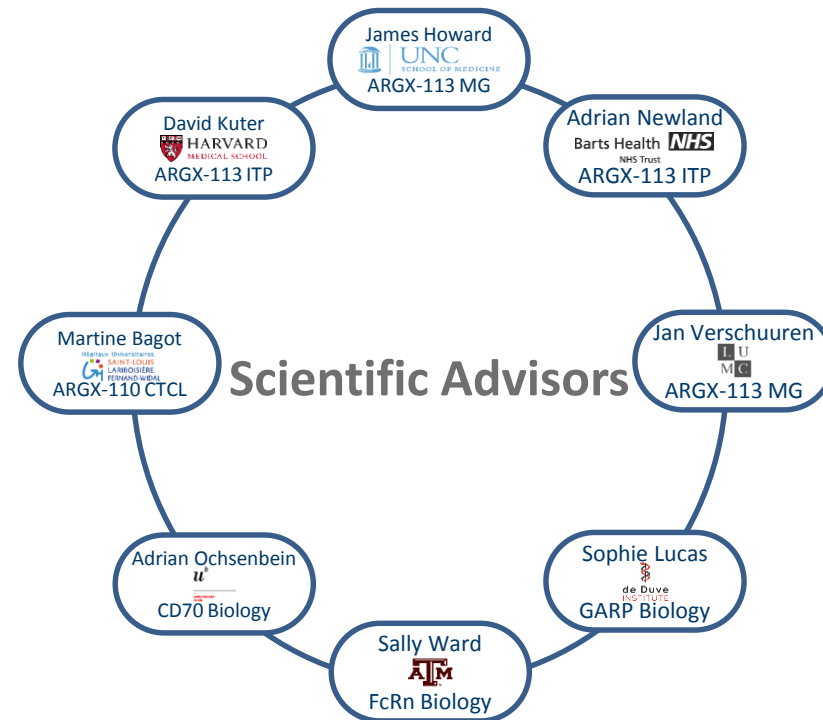 James Howard
UNC
SCHOOL OF MEDICINE
ARGX-113 MG
Adrian Newland
Barts Health NHS
NHS Trust
ARGX-113 ITP
Jan Verschuuren
L U
M C
ARGX-113 MG
Sophie Lucas
de Duve
INSTITUTE
GARP Biology
Sally Ward
ATM
FcRn Biology
Adrian Ochsenbein
u b
CD70 Biology
Martine Bagot
Hôpitaux Universitaires
SAINT-LOUIS
LARIBOISIÈRE
FERNAND-WIDAL
ARGX-110 CTCL
David Kuter
HARVARD
MEDICAL SCHOOL
ARGX-113 ITP
Scientific Advisors